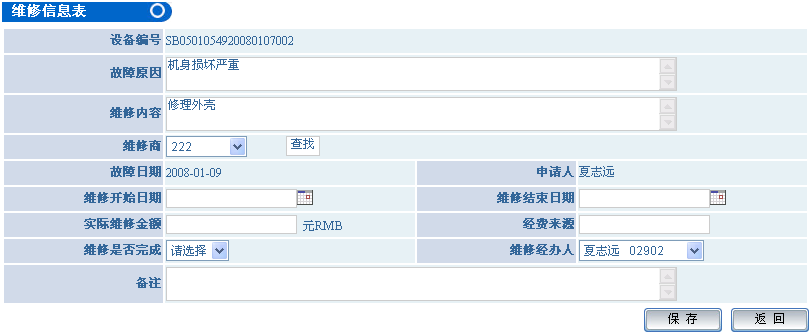 维修信息表
设备编号 SB0501054920080107002
故障原因 机身损坏严重
维修内容 修理外壳
维修商 222 查找
故障日期 2008-01-09 申请人 夏志远
维修开始日期 维修结束日期
实际维修金额 元RMB 经费来源
维修是否完成 请选择 维修经办人 夏志远 02902
备注
保 存 返 回